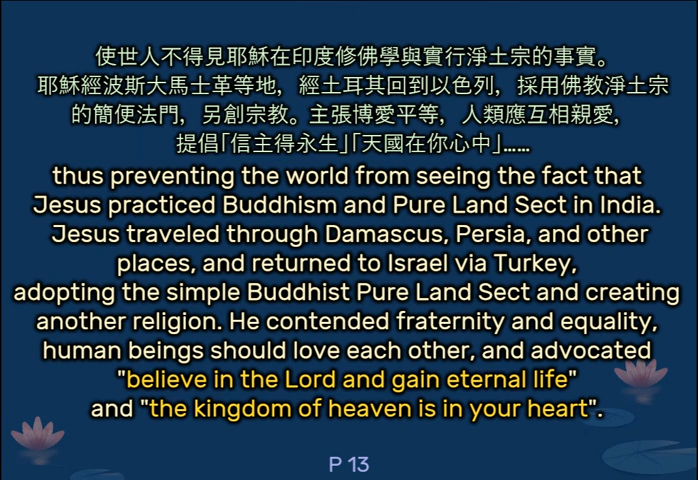 使世人不得見耶穌在印度修佛學與實行淨土宗的事實。
耶穌經波斯大馬士革等地，經土耳其回到以色列，採用佛教淨土宗
的簡便法門，另創宗教。主張博愛平等，人類應互相親愛，
提倡「信主得永生」「天國在你心中」……
thus preventing the world from seeing the fact that
Jesus practiced Buddhism and Pure Land Sect in India.
Jesus traveled through Damascus, Persia, and other
places, and returned to Israel via Turkey,
adopting the simple Buddhist Pure Land Sect and creating
another religion. He contended fraternity and equality,
human beings should love each other, and advocated
"believe in the Lord and gain eternal life"
and "the kingdom of heaven is in your heart".
P 13